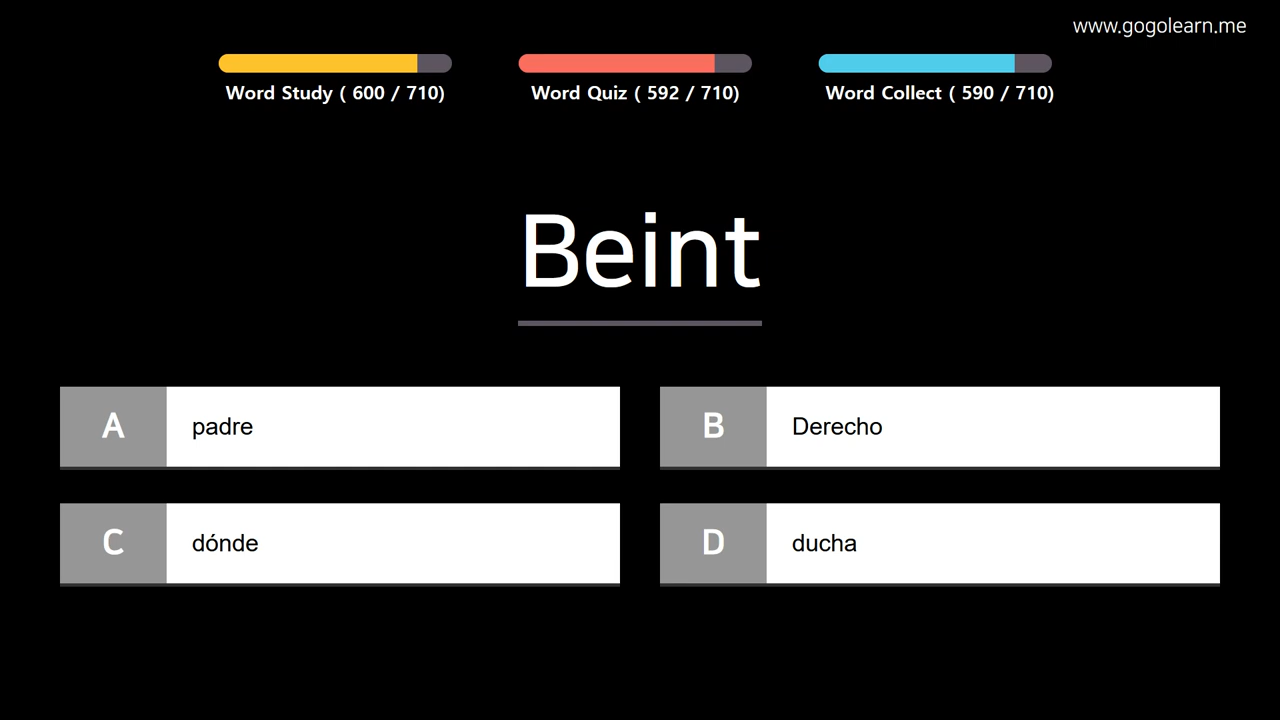 www.gogolearn.me
Word Study ( 600 / 710)
Word Quiz ( 592 / 710)
Word Collect ( 590 / 710)
Beint
A padre
B Derecho
C dónde
D ducha